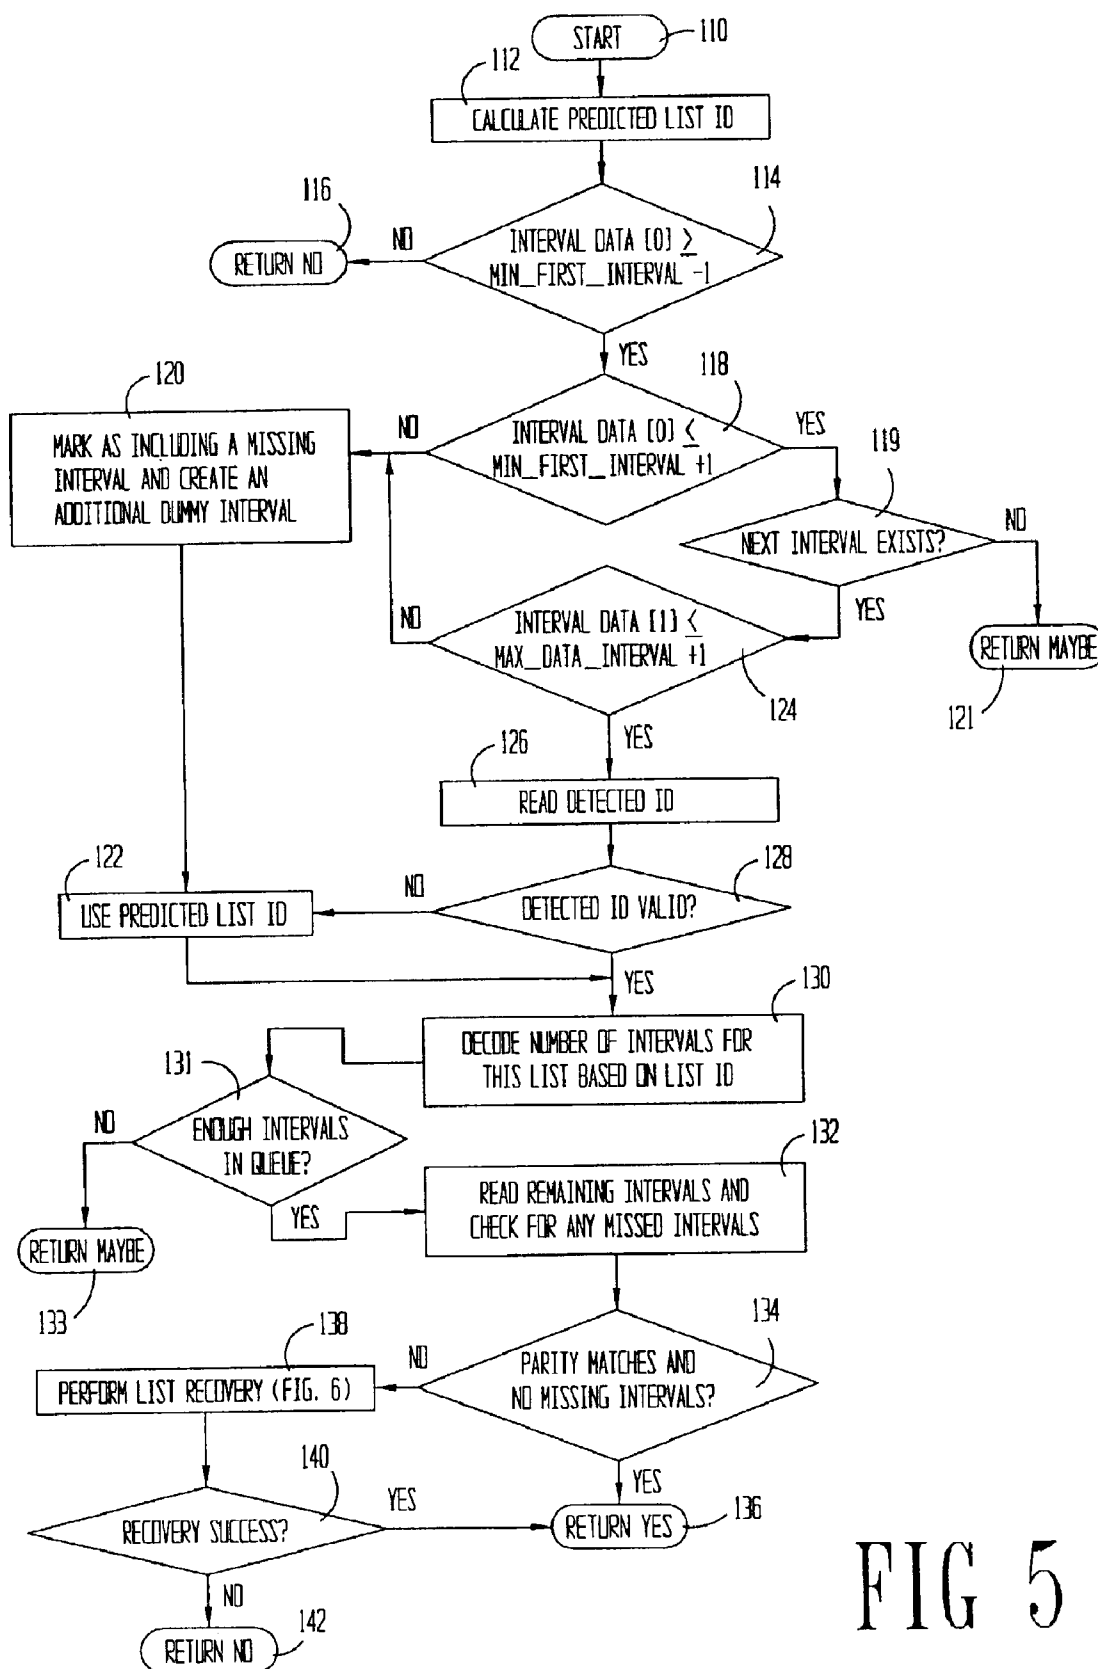 START
110
112
CALCULATE PREDICTED LIST ID
114
116
NO
INTERVAL DATA [0] ≥
MIN_FIRST_INTERVAL -1
RETURN NO
YES
118
120
MARK AS INCLUDING A MISSING
INTERVAL AND CREATE AN
ADDITIONAL DUMMY INTERVAL
NO
INTERVAL DATA [0] ≤
MIN_FIRST_INTERVAL +1
YES
119
NEXT INTERVAL EXISTS?
NO
YES
NO
INTERVAL DATA [1] ≤
MAX_DATA_INTERVAL +1
RETURN MAYBE
124
121
YES
126
READ DETECTED ID
122
128
NO
DETECTED ID VALID?
USE PREDICTED LIST ID
YES
130
DECODE NUMBER OF INTERVALS FOR
THIS LIST BASED ON LIST ID
131
NO
ENOUGH INTERVALS
IN QUEUE?
132
YES
READ REMAINING INTERVALS AND
CHECK FOR ANY MISSED INTERVALS
RETURN MAYBE
133
134
138
NO
PARITY MATCHES AND
NO MISSING INTERVALS?
PERFORM LIST RECOVERY (FIG. 6)
140
YES
YES
RECOVERY SUCCESS?
RETURN YES
136
NO
RETURN NO
142
FIG 5